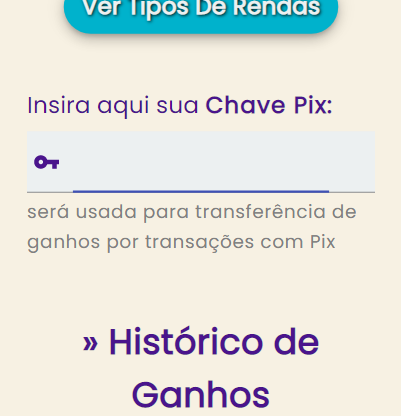 Ver Tipos De Rendas
Insira aqui sua Chave Pix:
será usada para transferência de
ganhos por transações com Pix
» Histórico de
Ganhos